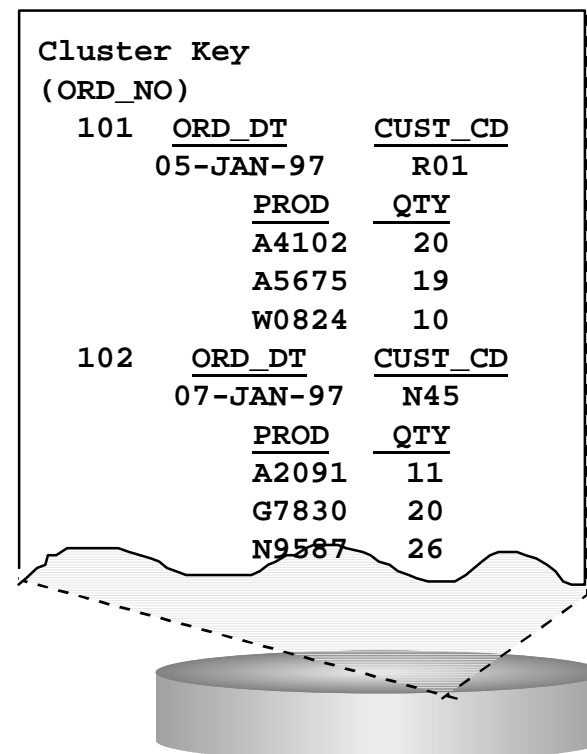 Cluster Key
(ORD_NO)
101 ORD_DT CUST_CD
05-JAN-97 R01
PROD QTY
A4102 20
A5675 19
W0824 10
102 ORD_DT CUST_CD
07-JAN-97 N45
PROD QTY
A2091 11
G7830 20
N9587 26